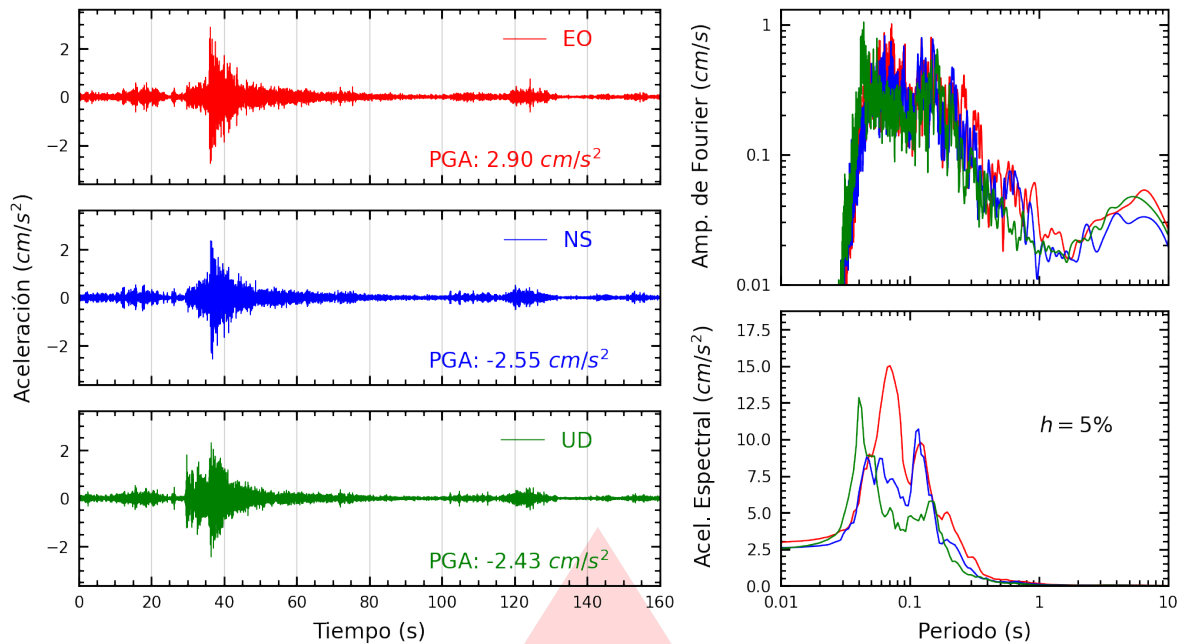 Aceleración (cm/s²)
2
0
−2
EO
PGA: 2.90 cm/s²
2
0
−2
NS
PGA: -2.55 cm/s²
2
0
−2
UD
PGA: -2.43 cm/s²
0 20 40 60 80 100 120 140 160
Tiempo (s)
Amp. de Fourier (cm/s)
1
0.1
0.01
Acel. Espectral (cm/s²)
17.5
15.0
12.5
10.0
7.5
5.0
2.5
0.0
h = 5%
0.01 0.1 1 10
Periodo (s)